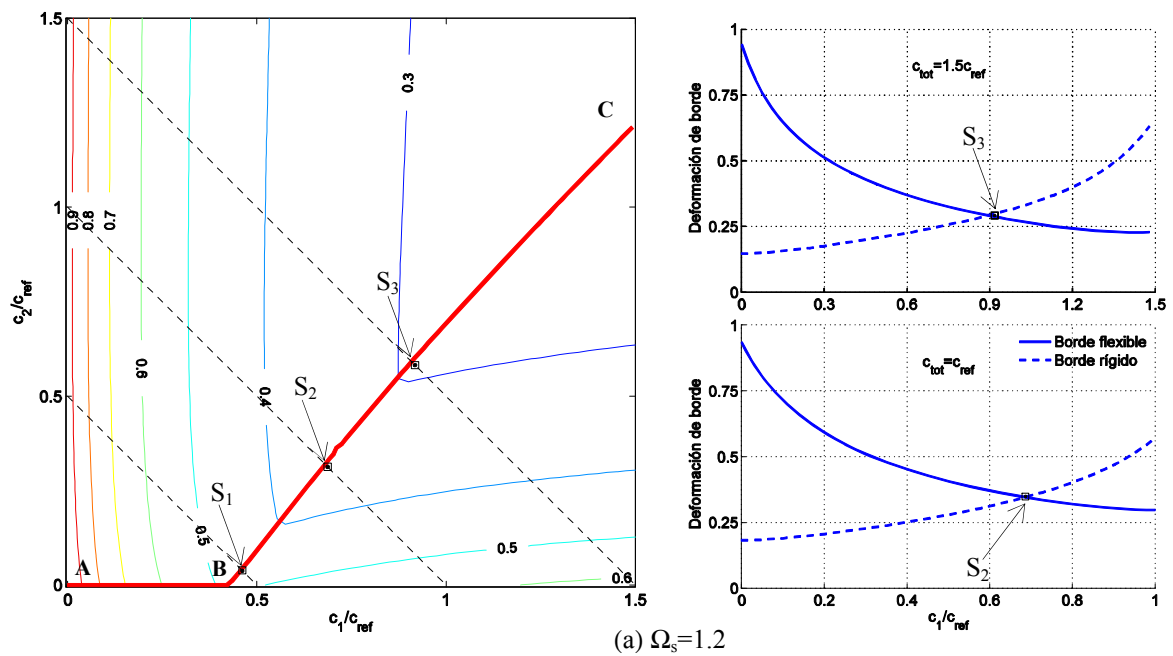 1.5
1
0.5
0
c2/cref
0.9
0.8
0.7
0.6
0.5
0.4
0.3
0.5
0.6
A
B
C
S1
S2
S3
0
0.5
1
1.5
c1/cref
1
0.75
0.5
0.25
0
Deformación de borde
ctot=1.5cref
S3
0
0.3
0.6
0.9
1.2
1.5
1
0.75
0.5
0.25
0
Deformación de borde
Borde flexible
Borde rígido
ctot=cref
S2
0
0.2
0.4
0.6
0.8
1
c1/cref
(a) Ωs=1.2